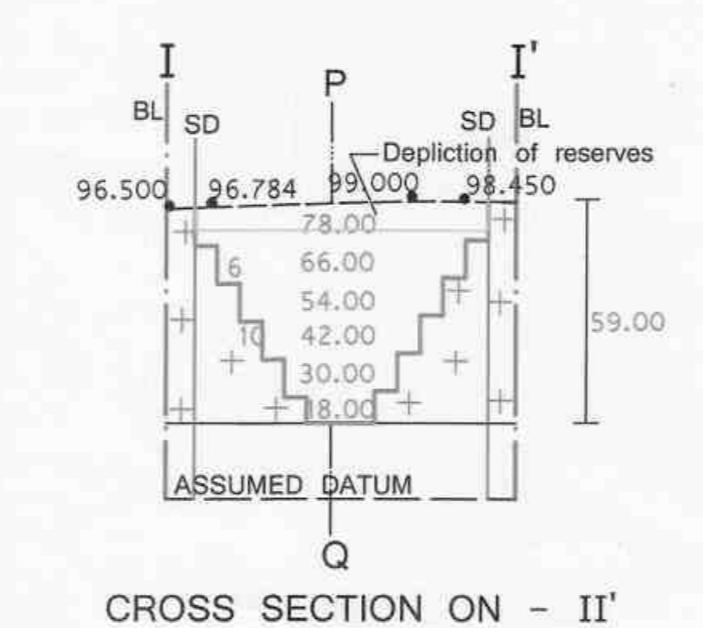 I I'
P
BL SD SD BL
Depliction of reserves
96.500 96.784 99.000 98.450
78.00
6 66.00
54.00
59.00
10 42.00
30.00
18.00
ASSUMED DATUM
Q
CROSS SECTION ON - II'